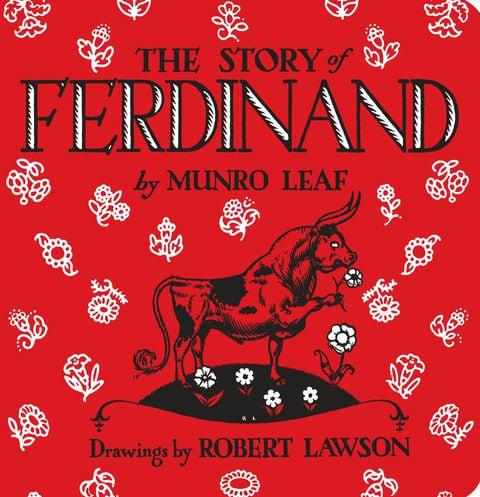 THE STORY of
FERDINAND
by MUNRO LEAF
R. L.
Drawings by ROBERT LAWSON